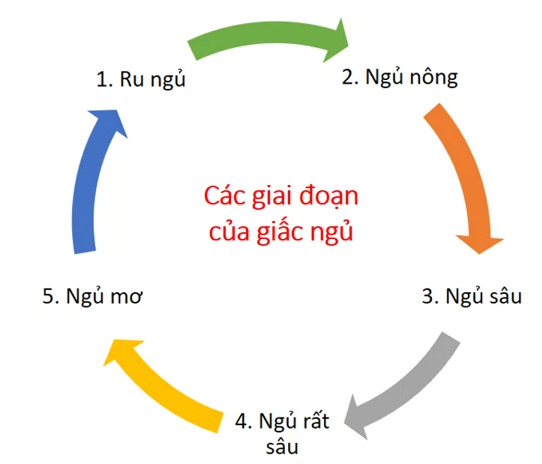 1. Ru ngủ
2. Ngủ nông
Các giai đoạn
của giấc ngủ
5. Ngủ mơ
3. Ngủ sâu
4. Ngủ rất
sâu